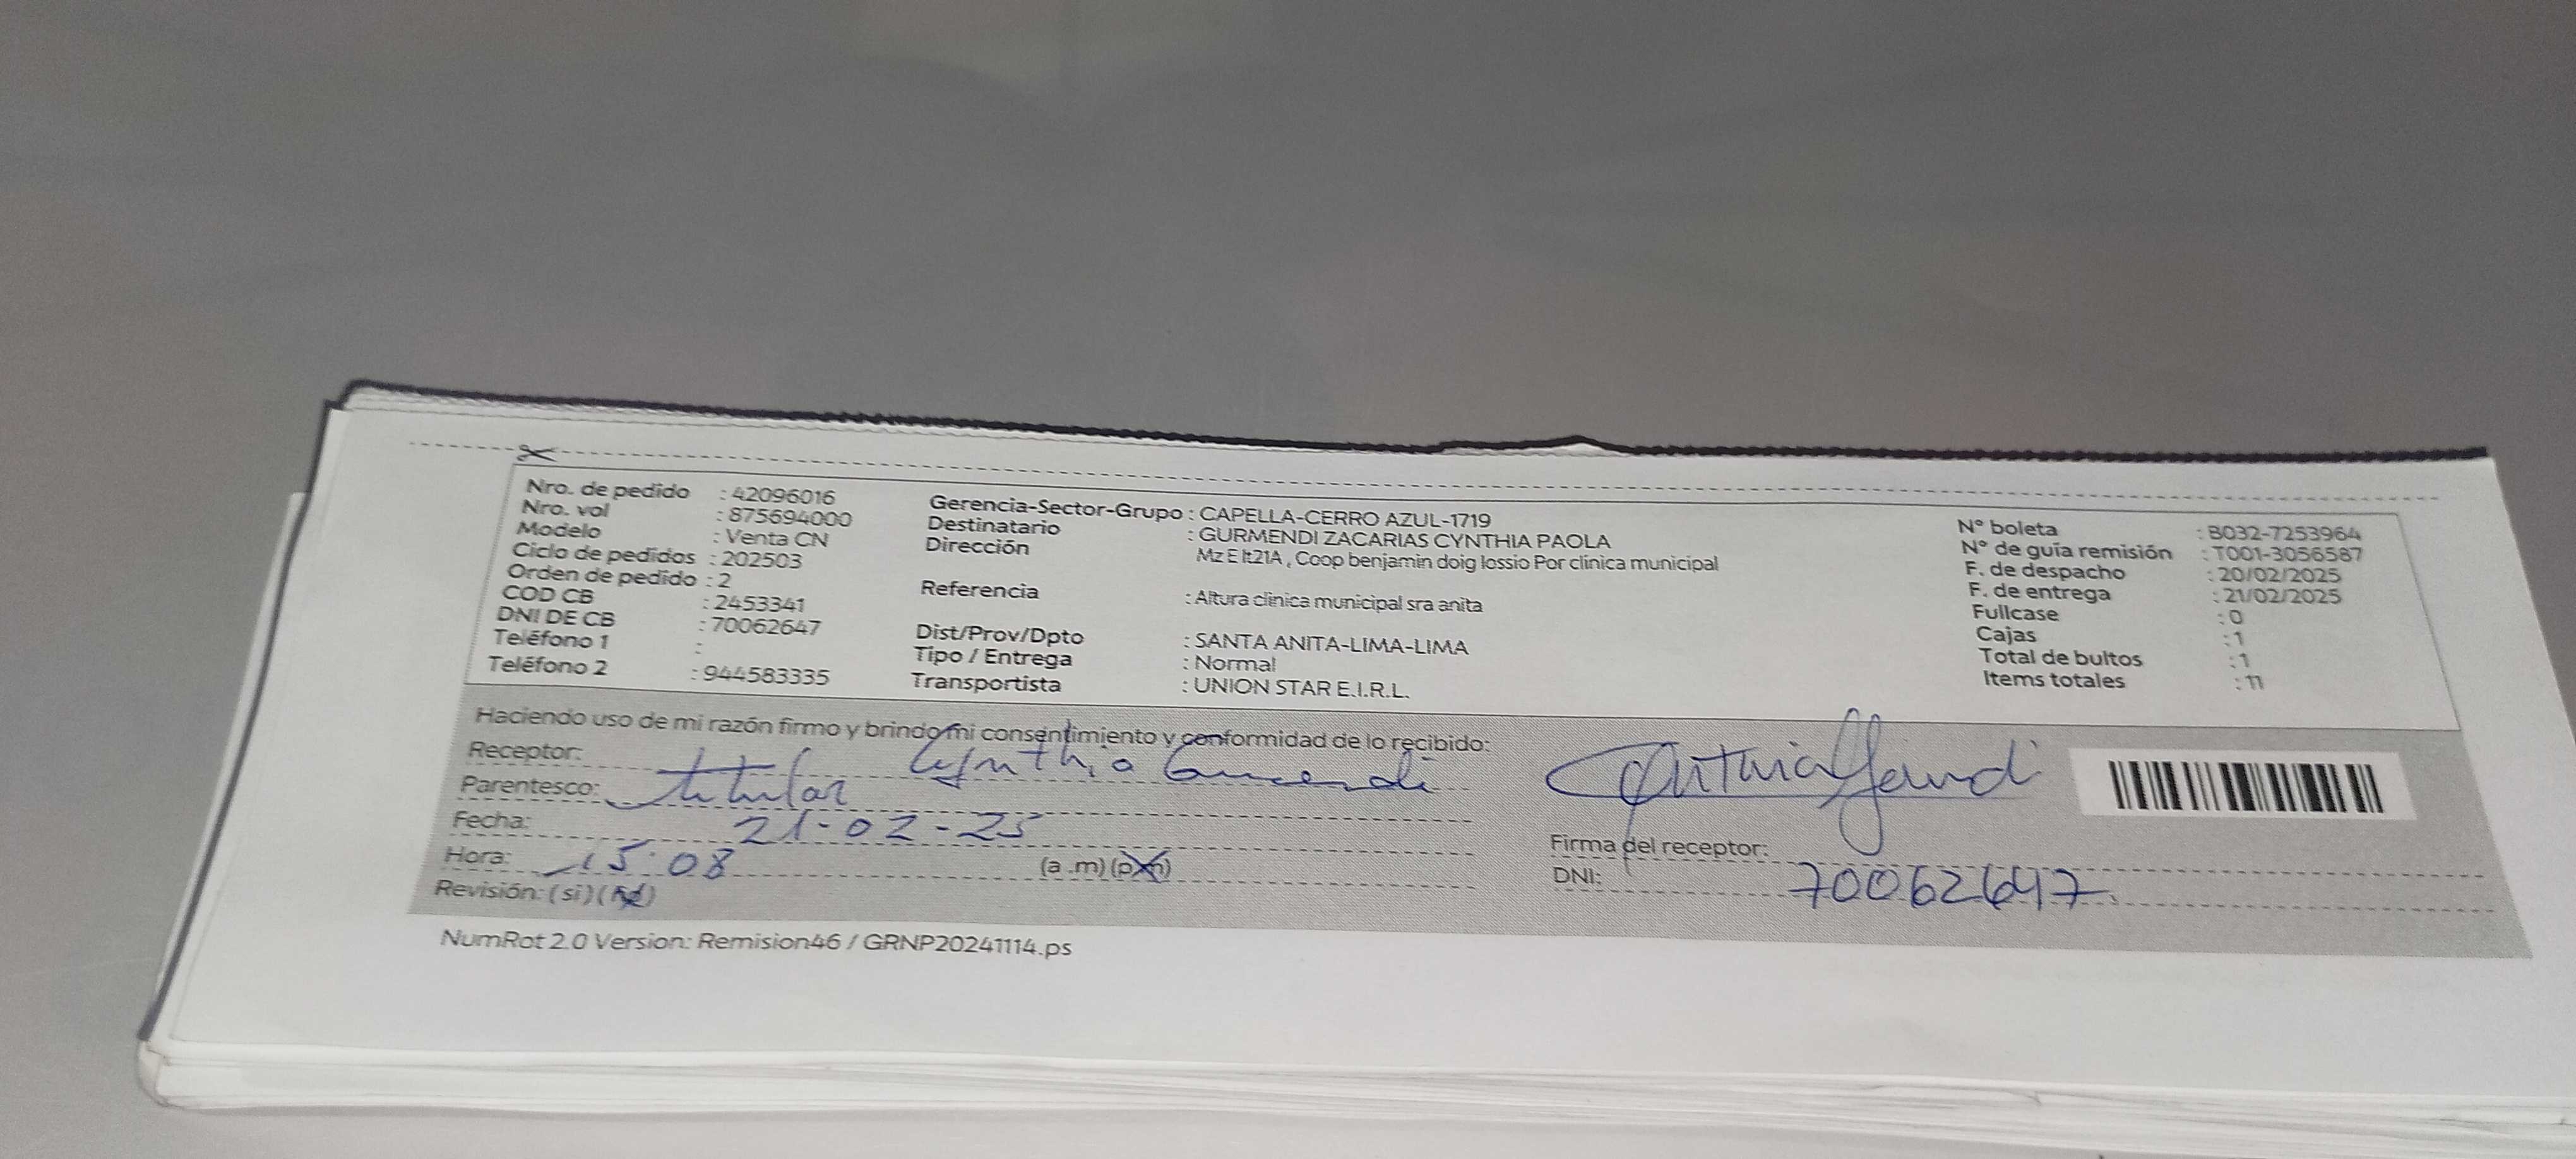 Nro. de pedido : 42096016
Nro. vol : 875694000
Modelo : Venta CN
Ciclo de pedidos : 202503
Orden de pedido : 2
COD CB : 2453341
DNI DE CB : 70062647
Teléfono 1 :
Teléfono 2 : 944583335
Gerencia-Sector-Grupo : CAPELLA-CERRO AZUL-1719
Destinatario : GURMENDI ZACARIAS CYNTHIA PAOLA
Dirección Mz E lt21A , Coop benjamin doig lossio Por clinica municipal
Referencia : Altura clinica municipal sra anita
Dist/Prov/Dpto : SANTA ANITA-LIMA-LIMA
Tipo / Entrega : Normal
Transportista : UNION STAR E.I.R.L.
N° boleta : B032-7253964
N° de guía remisión : T001-3056587
F. de despacho : 20/02/2025
F. de entrega : 21/02/2025
Fullcase : 0
Cajas : 1
Total de bultos : 1
Items totales : 11
Haciendo uso de mi razón firmo y brindo mi consentimiento y conformidad de lo recibido:
Receptor: Cynthia Gurmendi
Parentesco: titular
Fecha: 21-02-25
Hora: 15:08 (a .m) (p.m)
Revisión: (si) (no)
Firma del receptor:
DNI: 70062647
NumRot 2.0 Version: Remision46 / GRNP20241114.ps